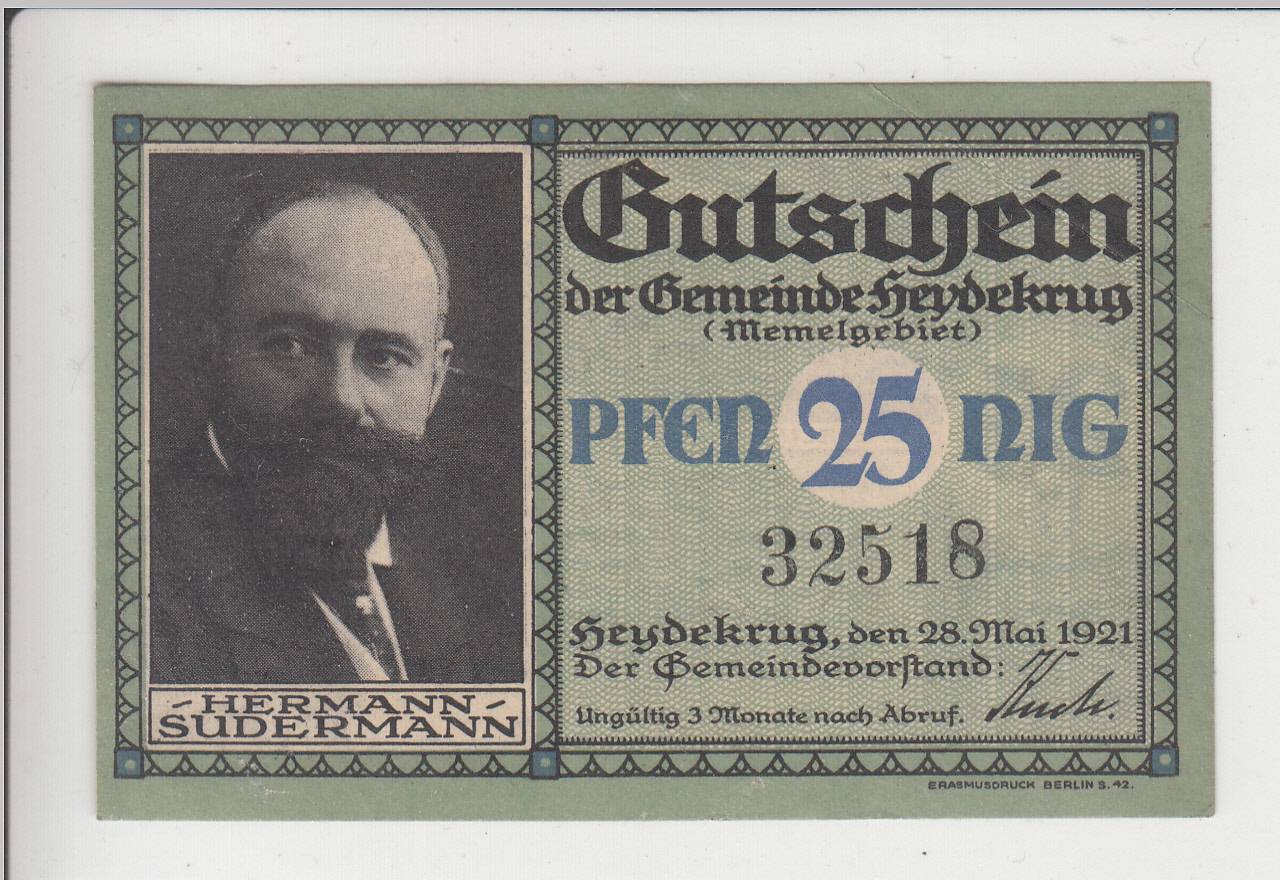 Gutschein
der Gemeinde Heydekrug
(Memelgebiet)
PFEN 25 NIG
32518
Heydekrug, den 28. Mai 1921
Der Gemeindevorstand:
Ungültig 3 Monate nach Abruf.
HERMANN
SUDERMANN
ERASMUSDRUCK BERLIN S. 42.